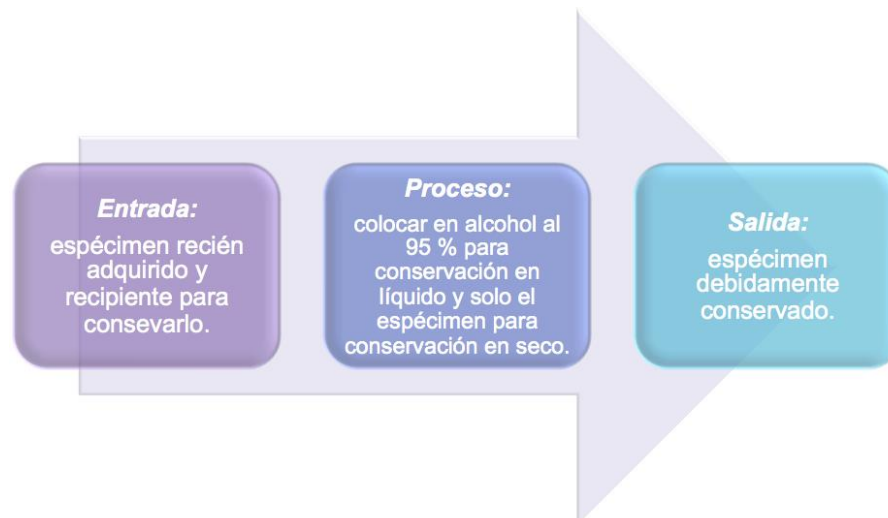 Entrada:
espécimen recién
adquirido y
recipiente para
consevarlo.
Proceso:
colocar en alcohol al
95 % para
conservación en
líquido y solo el
espécimen para
conservación en seco.
Salida:
espécimen
debidamente
conservado.